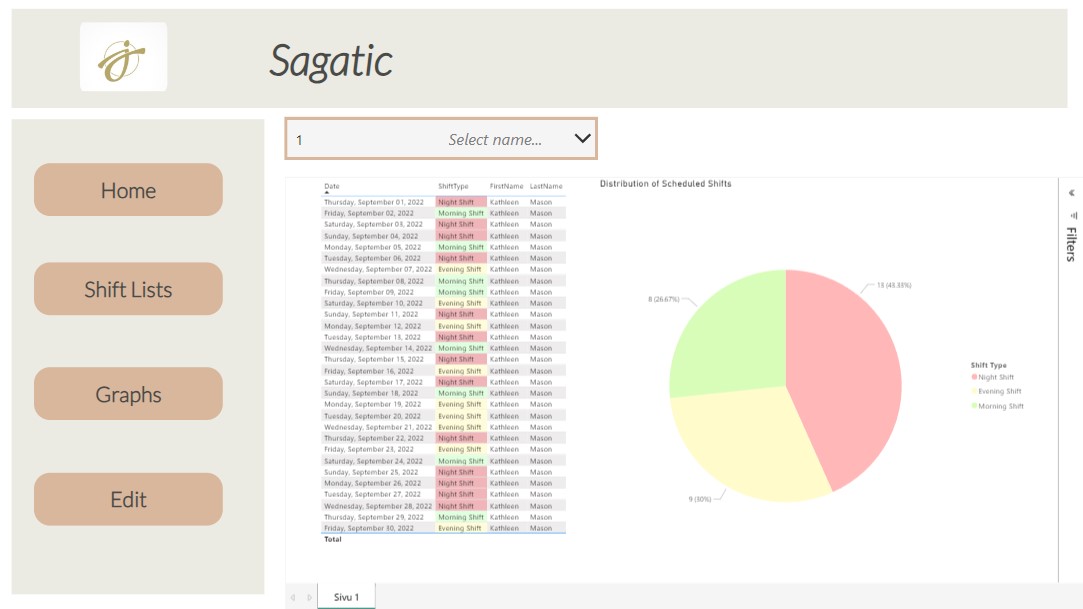 Sagatic
1 Select name...
Home
Shift Lists
Graphs
Edit
Date ShiftType FirstName LastName
Thursday, September 01, 2022 Night Shift Kathleen Mason
Friday, September 02, 2022 Morning Shift Kathleen Mason
Saturday, September 03, 2022 Night Shift Kathleen Mason
Sunday, September 04, 2022 Night Shift Kathleen Mason
Monday, September 05, 2022 Morning Shift Kathleen Mason
Tuesday, September 06, 2022 Night Shift Kathleen Mason
Wednesday, September 07, 2022 Evening Shift Kathleen Mason
Thursday, September 08, 2022 Morning Shift Kathleen Mason
Friday, September 09, 2022 Morning Shift Kathleen Mason
Saturday, September 10, 2022 Evening Shift Kathleen Mason
Sunday, September 11, 2022 Night Shift Kathleen Mason
Monday, September 12, 2022 Evening Shift Kathleen Mason
Tuesday, September 13, 2022 Night Shift Kathleen Mason
Wednesday, September 14, 2022 Morning Shift Kathleen Mason
Thursday, September 15, 2022 Night Shift Kathleen Mason
Friday, September 16, 2022 Evening Shift Kathleen Mason
Saturday, September 17, 2022 Night Shift Kathleen Mason
Sunday, September 18, 2022 Morning Shift Kathleen Mason
Monday, September 19, 2022 Evening Shift Kathleen Mason
Tuesday, September 20, 2022 Evening Shift Kathleen Mason
Wednesday, September 21, 2022 Evening Shift Kathleen Mason
Thursday, September 22, 2022 Night Shift Kathleen Mason
Friday, September 23, 2022 Evening Shift Kathleen Mason
Saturday, September 24, 2022 Morning Shift Kathleen Mason
Sunday, September 25, 2022 Night Shift Kathleen Mason
Monday, September 26, 2022 Night Shift Kathleen Mason
Tuesday, September 27, 2022 Night Shift Kathleen Mason
Wednesday, September 28, 2022 Night Shift Kathleen Mason
Thursday, September 29, 2022 Morning Shift Kathleen Mason
Friday, September 30, 2022 Evening Shift Kathleen Mason
Total
Distribution of Scheduled Shifts
8 (26.67%)
13 (43.33%)
9 (30%)
Shift Type
Night Shift
Evening Shift
Morning Shift
Filters
Sivu 1